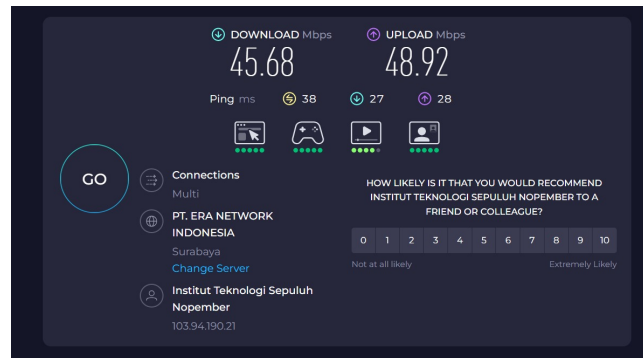 DOWNLOAD Mbps
UPLOAD Mbps
45.68
48.92
Ping ms 38 27 28
GO
Connections
Multi
PT. ERA NETWORK
INDONESIA
Surabaya
Change Server
Institut Teknologi Sepuluh
Nopember
103.94.190.21
HOW LIKELY IS IT THAT YOU WOULD RECOMMEND
INSTITUT TEKNOLOGI SEPULUH NOPEMBER TO A
FRIEND OR COLLEAGUE?
0 1 2 3 4 5 6 7 8 9 10
Not at all likely
Extremely Likely